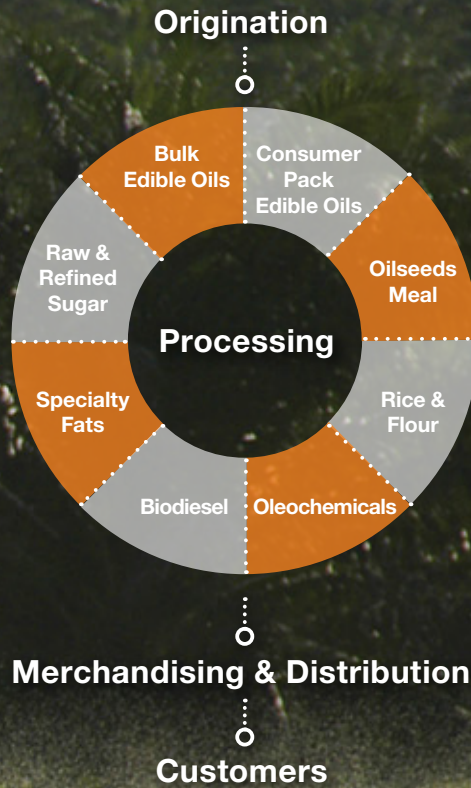 Origination
Bulk
Edible Oils
Consumer
Pack
Edible Oils
Raw &
Refined
Sugar
Oilseeds
Meal
Processing
Specialty
Fats
Rice &
Flour
Biodiesel
Oleochemicals
Merchandising & Distribution
Customers